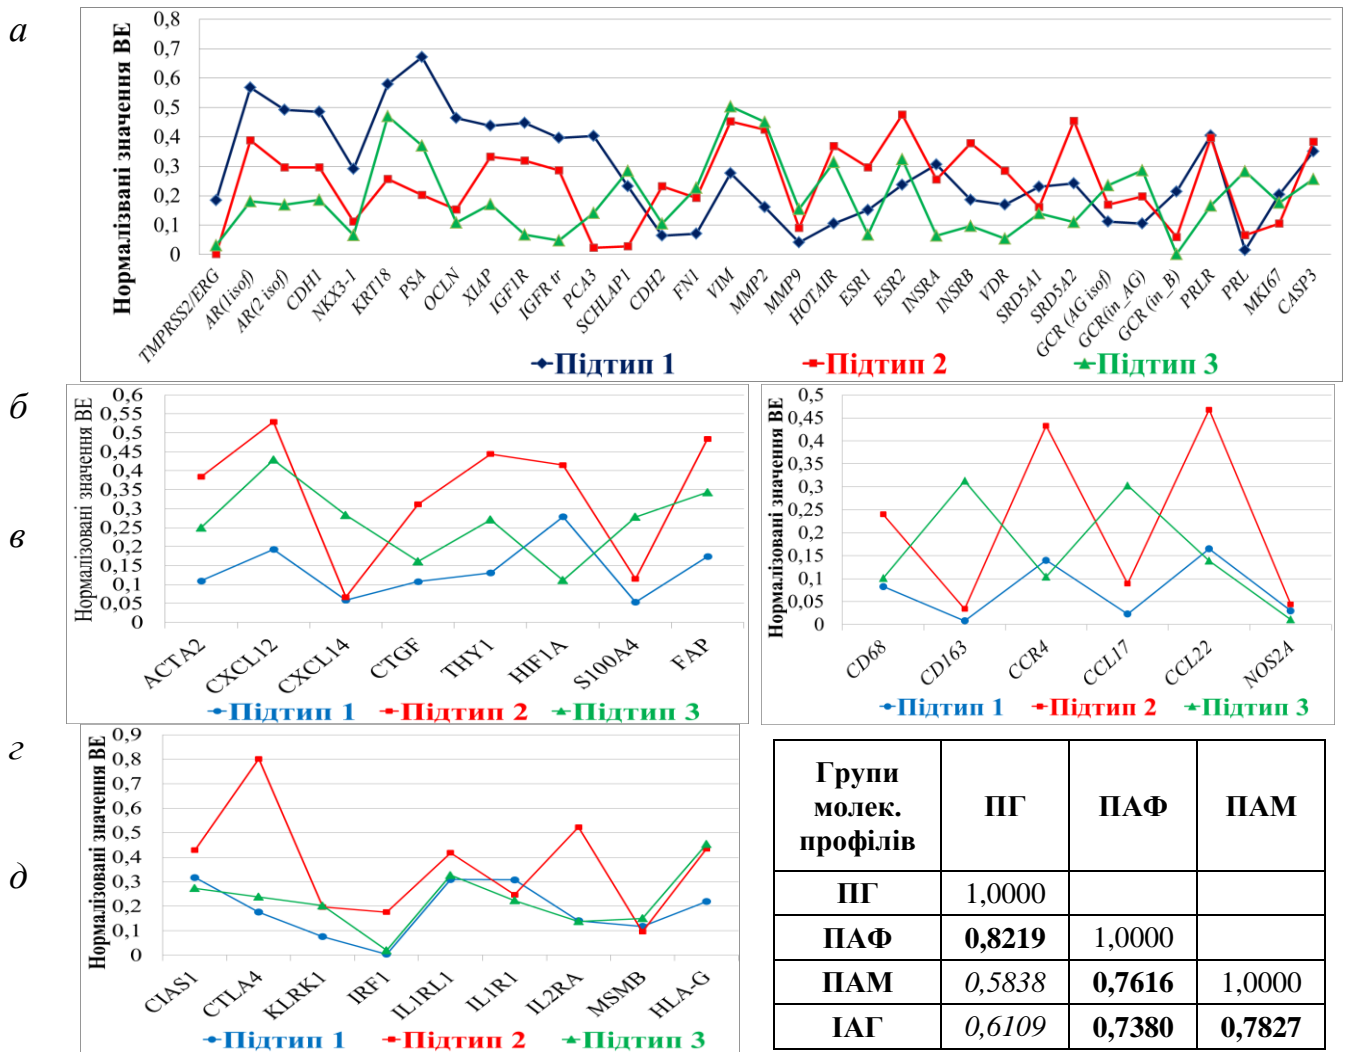 а
Нормалізовані значення ВЕ
0,8
0,7
0,6
0,5
0,4
0,3
0,2
0,1
0
TMPRSS2/ERG
AR(1isof)
AR(2 isof)
CDH1
NKX3-1
KRT18
PSA
OCLN
XIAP
IGF1R
IGFR tr
PCA3
SCHLAP1
CDH2
FN1
VIM
MMP2
MMP9
HOTAIR
ESR1
ESR2
INSRA
INSRB
VDR
SRD5A1
SRD5A2
GCR (AG isof)
GCR(in_AG)
GCR (in_B)
PRLR
PRL
MKI67
CASP3
Підтип 1 Підтип 2 Підтип 3
б
Нормалізовані значення ВЕ
0,6
0,55
0,5
0,45
0,4
0,35
0,3
0,25
0,2
0,15
0,1
0,05
0
ACTA2
CXCL12
CXCL14
CTGF
THY1
HIF1A
S100A4
FAP
Підтип 1 Підтип 2 Підтип 3
в
Нормалізовані значення ВЕ
0,5
0,45
0,4
0,35
0,3
0,25
0,2
0,15
0,1
0,05
0
CD68
CD163
CCR4
CCL17
CCL22
NOS2A
Підтип 1 Підтип 2 Підтип 3
г
Нормалізовані значення ВЕ
0,9
0,8
0,7
0,6
0,5
0,4
0,3
0,2
0,1
0
CIAS1
CTLA4
KLRK1
IRF1
IL1RL1
IL1R1
IL2RA
MSMB
HLA-G
Підтип 1 Підтип 2 Підтип 3
д
Групи
молек.
профілів
ПГ ПАФ ПАМ
ПГ 1,0000
ПАФ 0,8219 1,0000
ПАМ 0,5838 0,7616 1,0000
ІАГ 0,6109 0,7380 0,7827